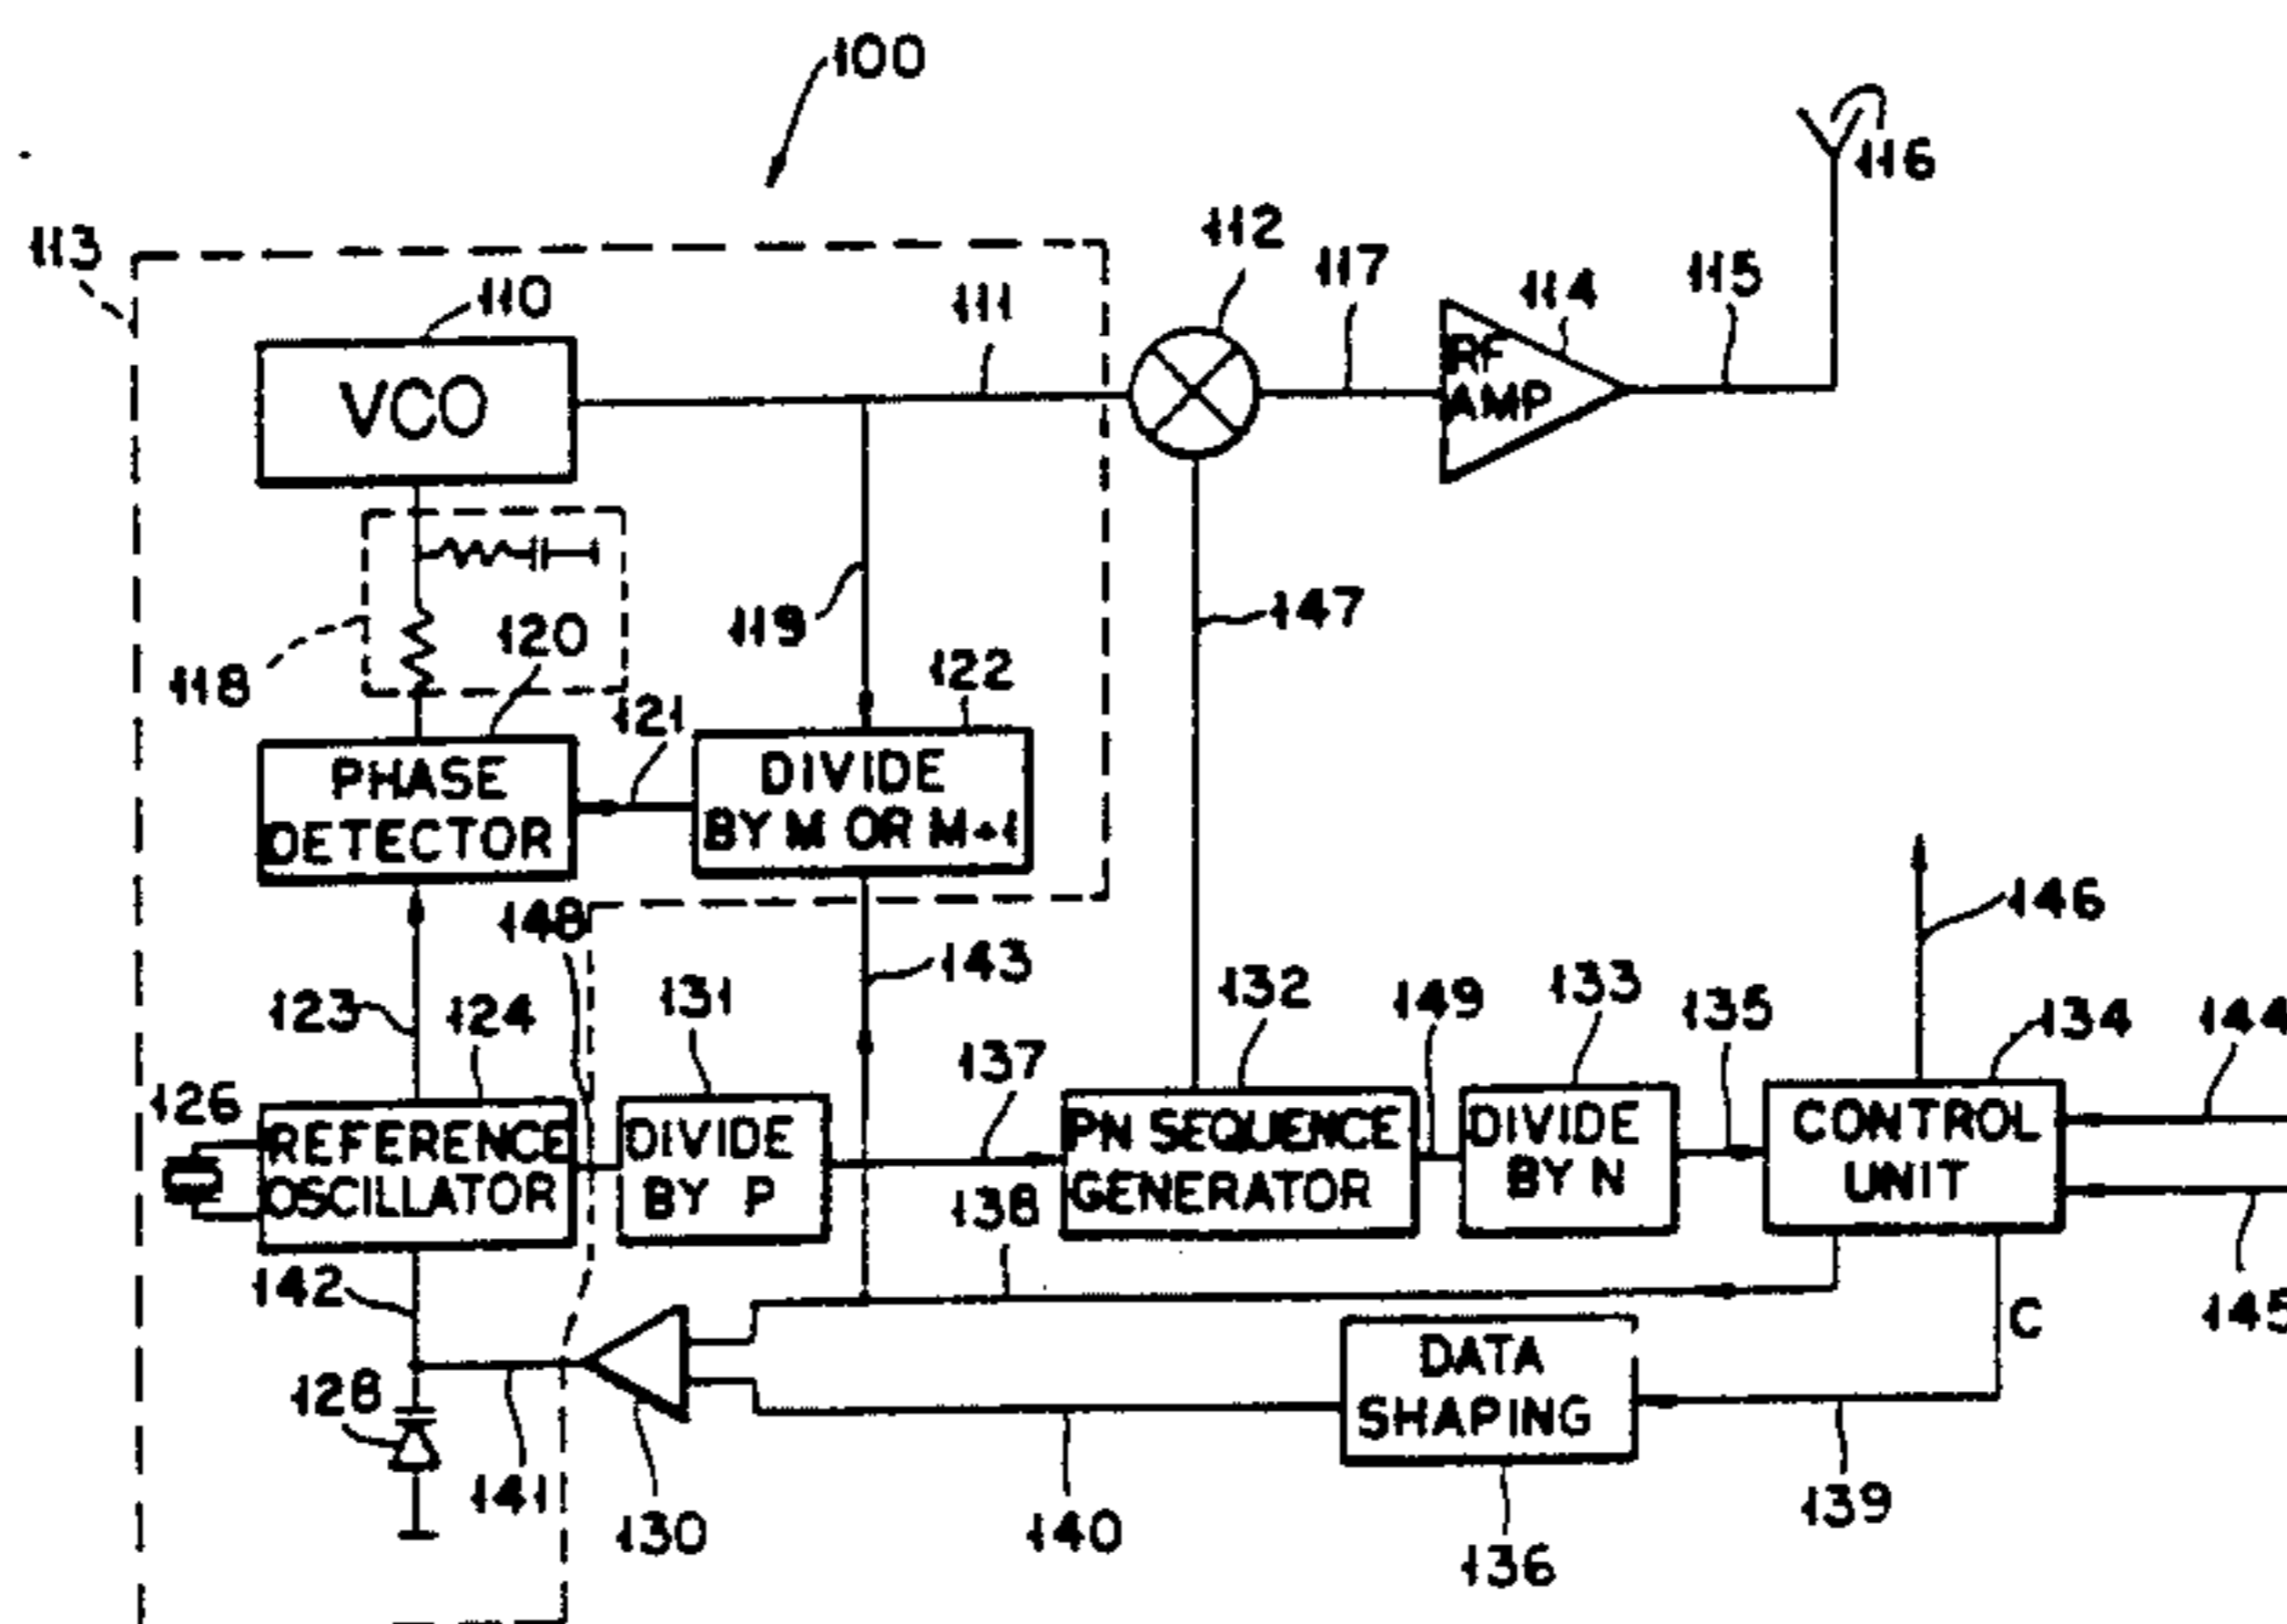 100
116
113
112
117
114
115
110
111
VCO
RF
AMP
119
147
118
120
122
121
PHASE
DETECTOR
DIVIDE
BY M OR M+1
148
143
146
123
124
131
137
132
149
133
135
134
144
126
REFERENCE
OSCILLATOR
DIVIDE
BY P
PN SEQUENCE
GENERATOR
DIVIDE
BY N
CONTROL
UNIT
138
142
145
C
DATA
SHAPING
128
141
130
140
136
139